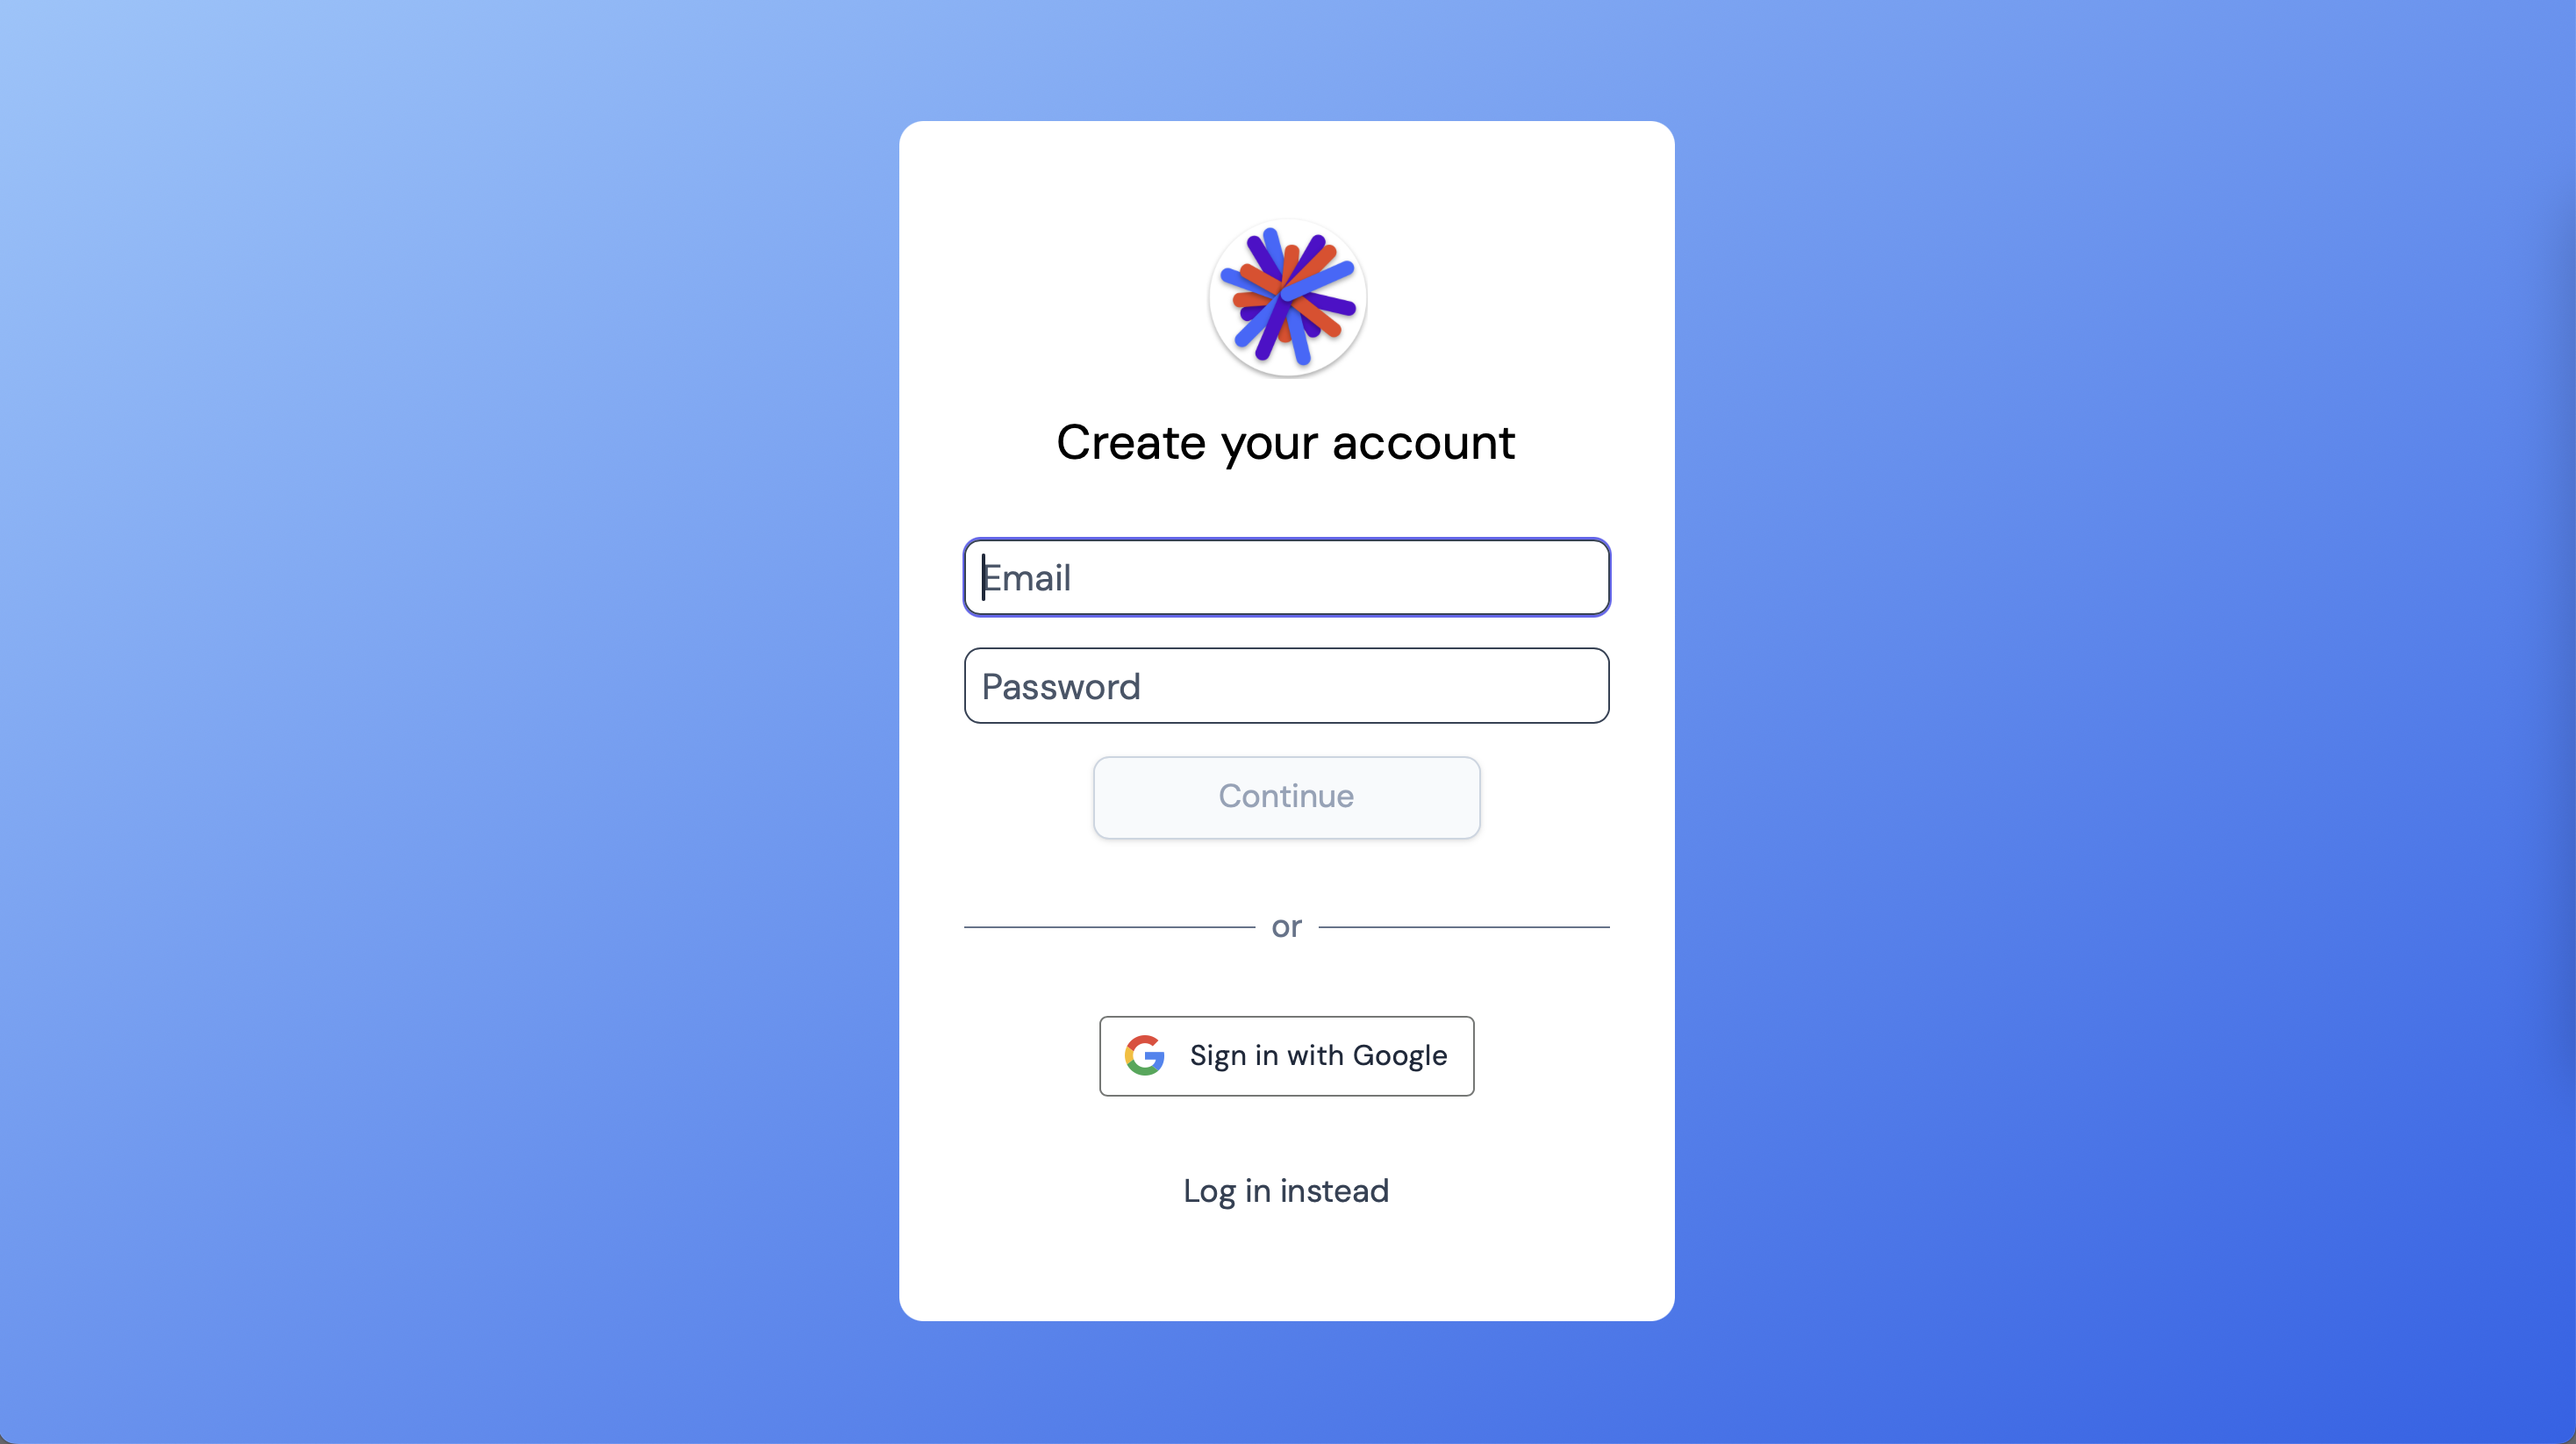 Create your account
Email
Password
Continue
or
Sign in with Google
Log in instead